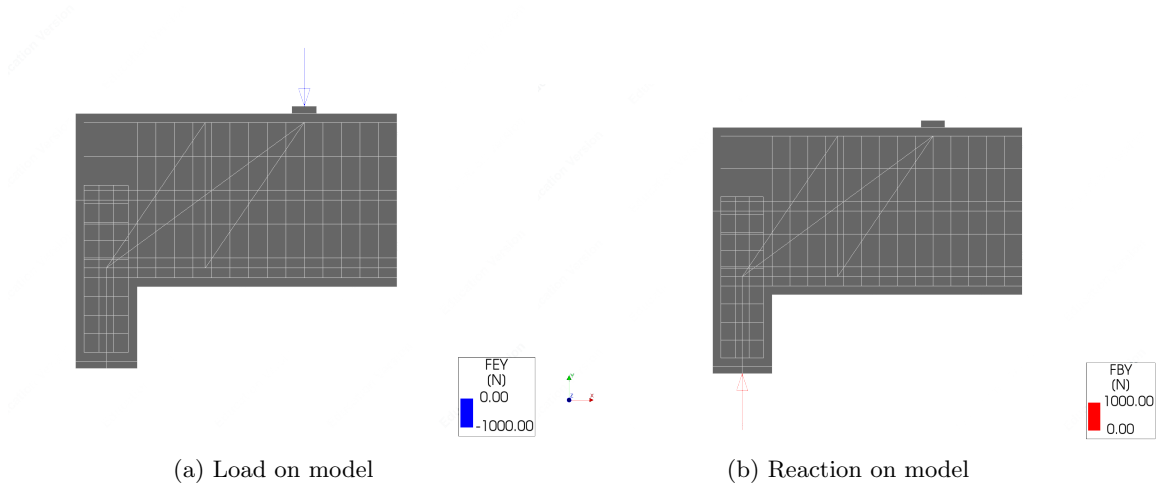 FEY
(N)
0.00
-1000.00
Y
Z
X
FBY
(N)
1000.00
0.00
(a) Load on model
(b) Reaction on model